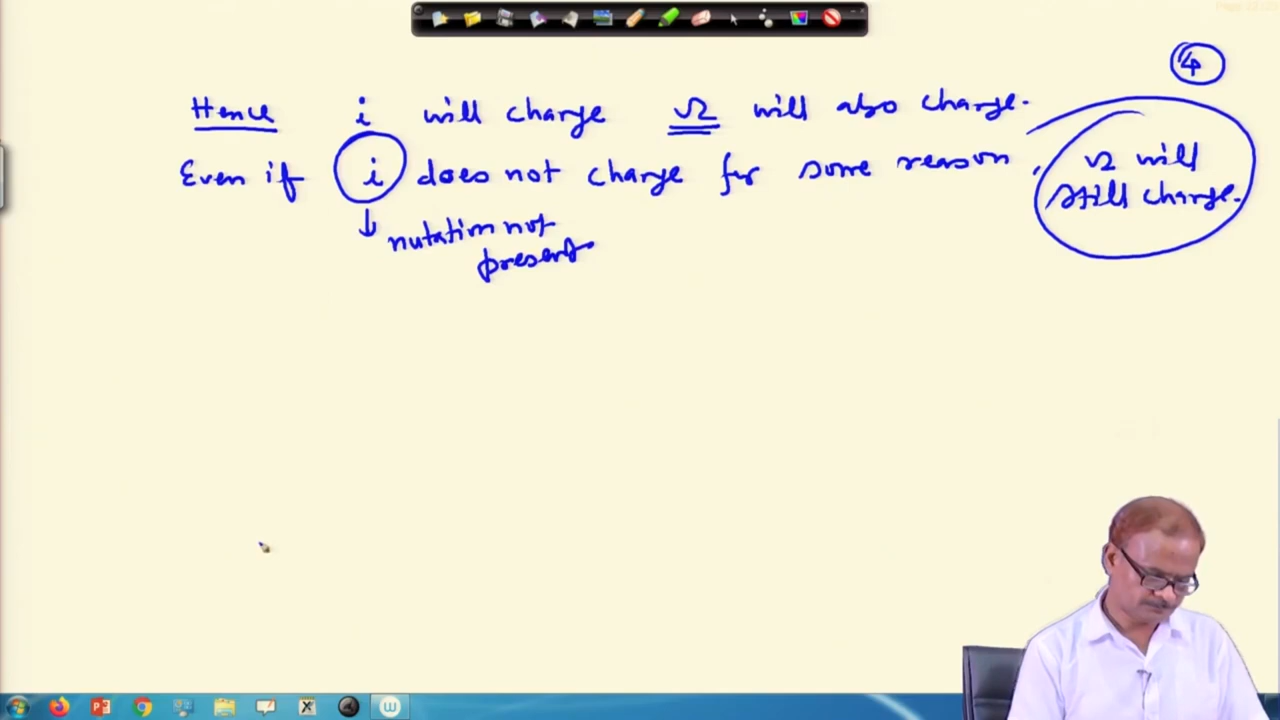 4
Hence i will change Ω will also change.
Even if i does not change for some reason, Ω will
still change.
↓ nutation not
present